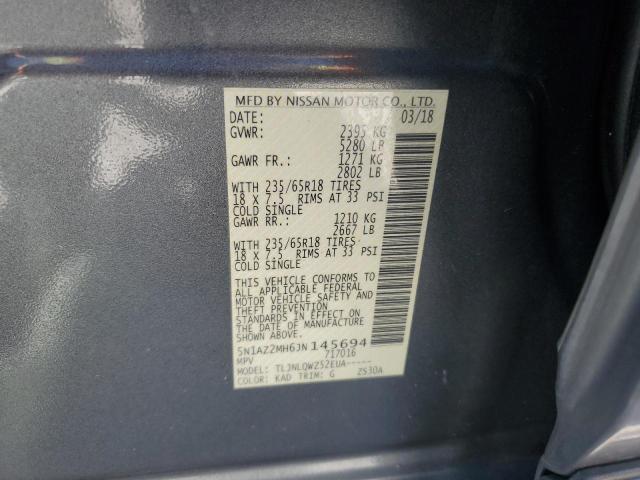 MFD BY NISSAN MOTOR CO., LTD.
DATE: 03/18
GVWR: 2395 KG
5280 LB
GAWR FR.: 1271 KG
2802 LB
WITH 235/65R18 TIRES
18 X 7.5 RIMS AT 33 PSI
COLD SINGLE
GAWR RR.: 1210 KG
2667 LB
WITH 235/65R18 TIRES
18 X 7.5 RIMS AT 33 PSI
COLD SINGLE
THIS VEHICLE CONFORMS TO
ALL APPLICABLE FEDERAL
MOTOR VEHICLE SAFETY AND
THEFT PREVENTION
STANDARDS IN EFFECT ON
THE DATE OF MANUFACTURE
SHOWN ABOVE.
5N1AZ2MH6JN145694
MPV 717016
TLJNLQWZ52EUA-----
COLOR: KAD TRIM: G Z530A